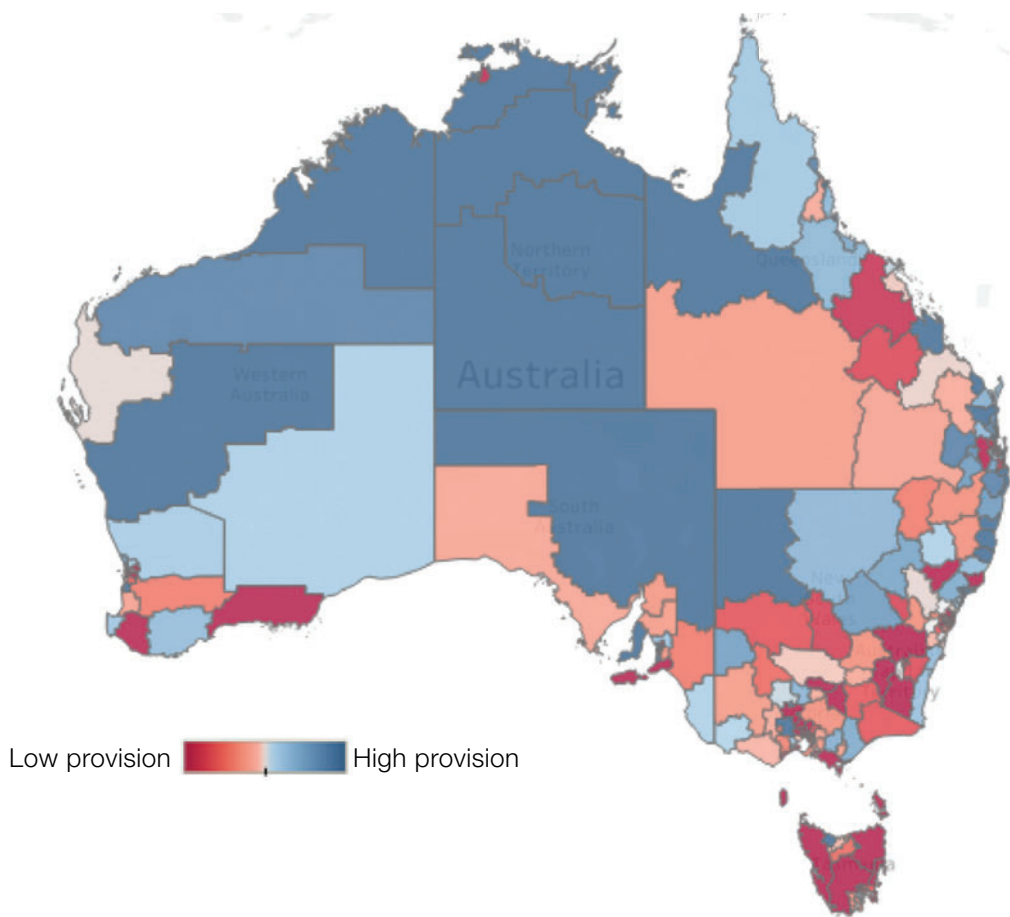 Northern
Territory
Queensland
Australia
Western
Australia
South
Australia
Low provision
High provision